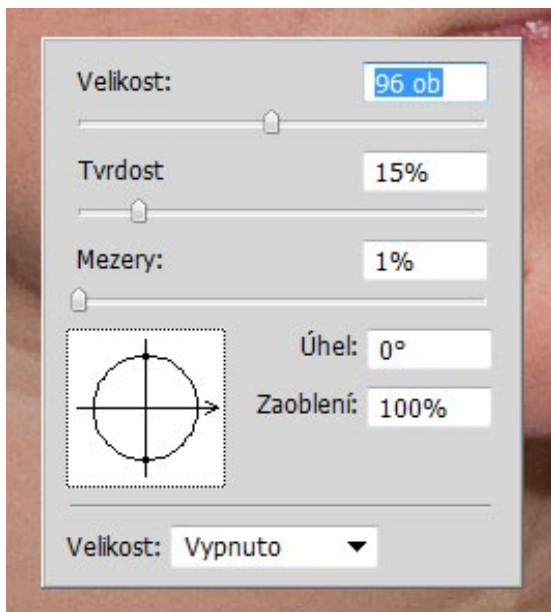 Velikost: 96 ob
Tvrdost 15%
Mezery: 1%
Úhel: 0°
Zaoblení: 100%
Velikost: Vypnuto